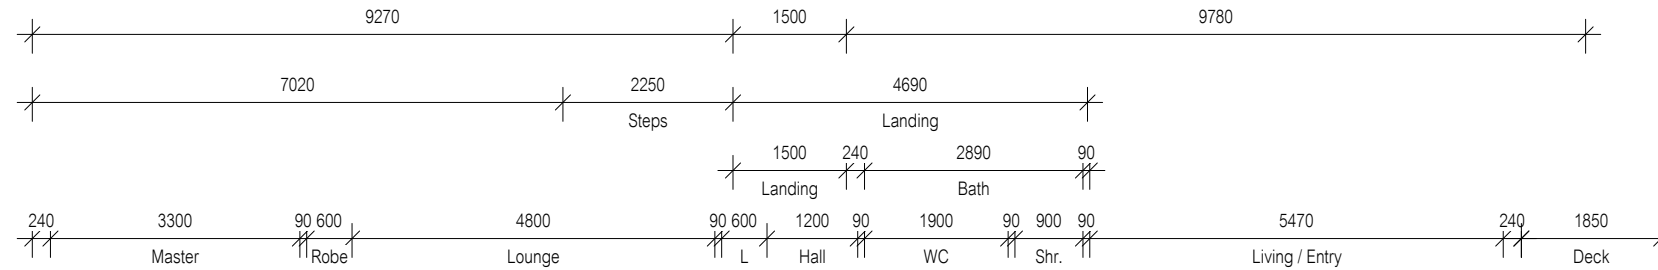 9270 1500 9780
7020 2250 4690
Steps Landing
1500 240 2890 90
Landing Bath
240 3300 90 600 4800 90 600 1200 90 1900 90 900 90 5470 240 1850
Master Robe Lounge L Hall WC Shr. Living / Entry Deck